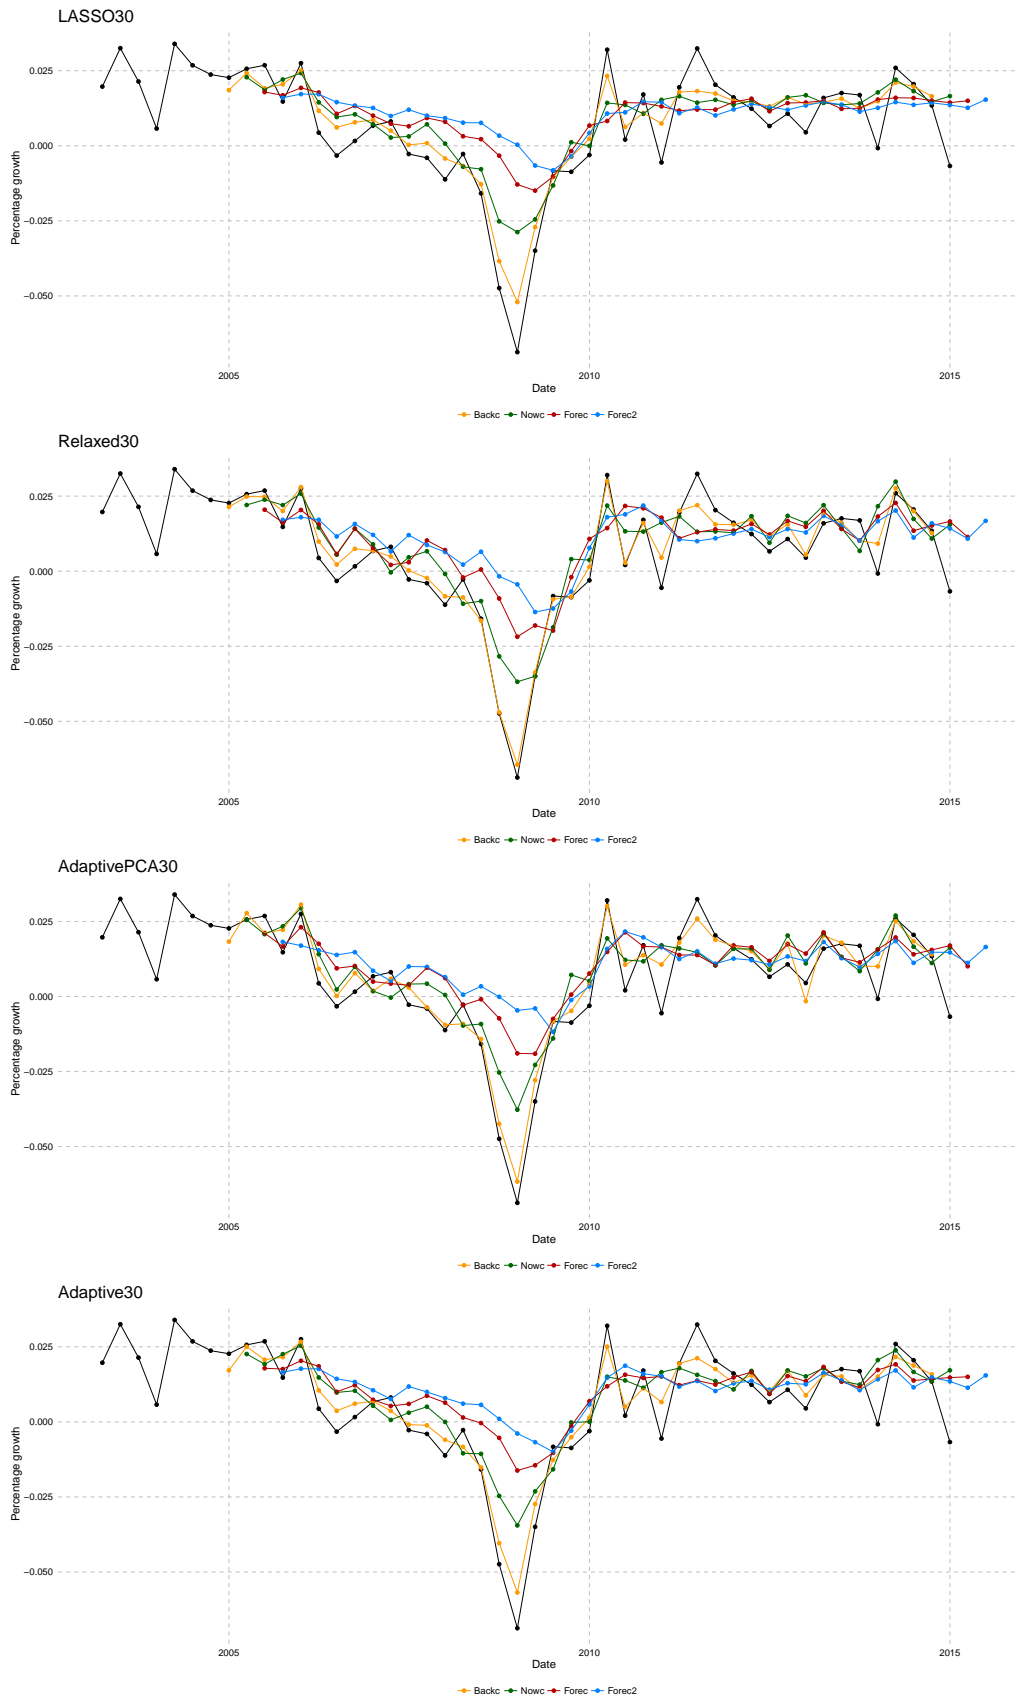 LASSO30
Percentage growth
0.025
0.000
−0.025
−0.050
2005 2010 2015
Date
Backc Nowc Forec Forec2
Relaxed30
Percentage growth
0.025
0.000
−0.025
−0.050
2005 2010 2015
Date
Backc Nowc Forec Forec2
AdaptivePCA30
Percentage growth
0.025
0.000
−0.025
−0.050
2005 2010 2015
Date
Backc Nowc Forec Forec2
Adaptive30
Percentage growth
0.025
0.000
−0.025
−0.050
2005 2010 2015
Date
Backc Nowc Forec Forec2